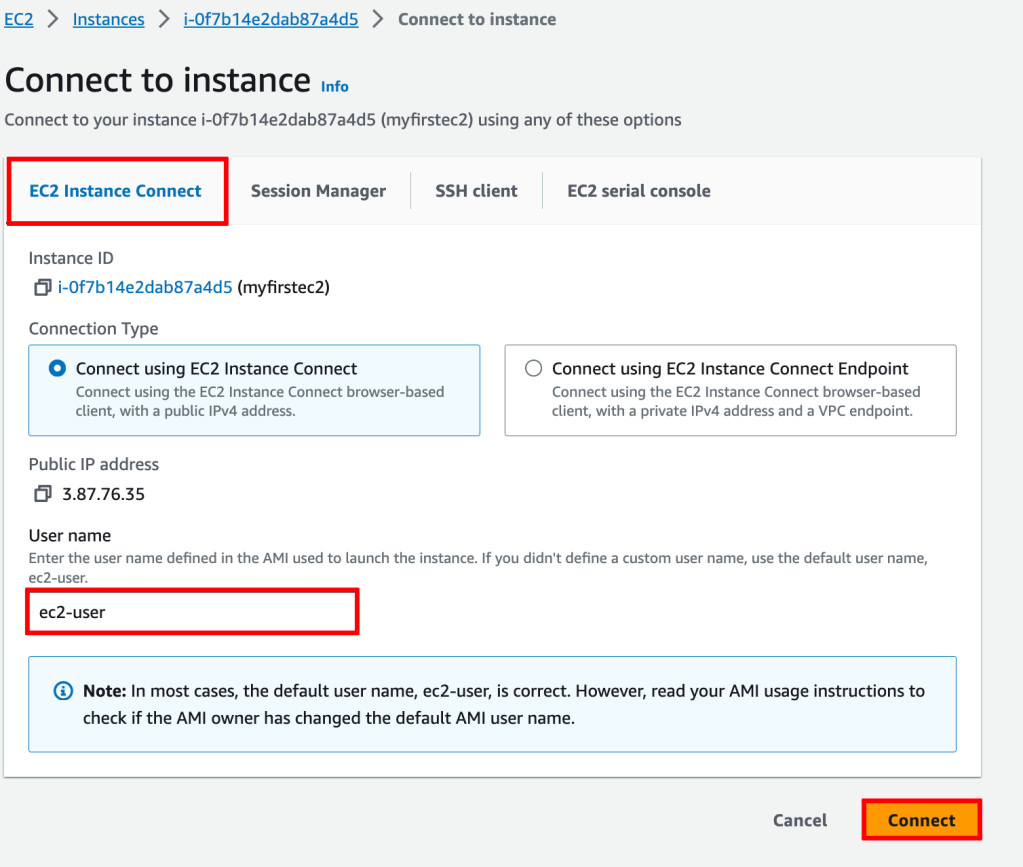 EC2 > Instances > i-0f7b14e2dab87a4d5 > Connect to instance
Connect to instance Info
Connect to your instance i-0f7b14e2dab87a4d5 (myfirstec2) using any of these options
EC2 Instance Connect Session Manager SSH client EC2 serial console
Instance ID
i-0f7b14e2dab87a4d5 (myfirstec2)
Connection Type
Connect using EC2 Instance Connect
Connect using the EC2 Instance Connect browser-based
client, with a public IPv4 address.
Connect using EC2 Instance Connect Endpoint
Connect using the EC2 Instance Connect browser-based
client, with a private IPv4 address and a VPC endpoint.
Public IP address
3.87.76.35
User name
Enter the user name defined in the AMI used to launch the instance. If you didn't define a custom user name, use the default user name,
ec2-user.
ec2-user
Note: In most cases, the default user name, ec2-user, is correct. However, read your AMI usage instructions to
check if the AMI owner has changed the default AMI user name.
Cancel Connect